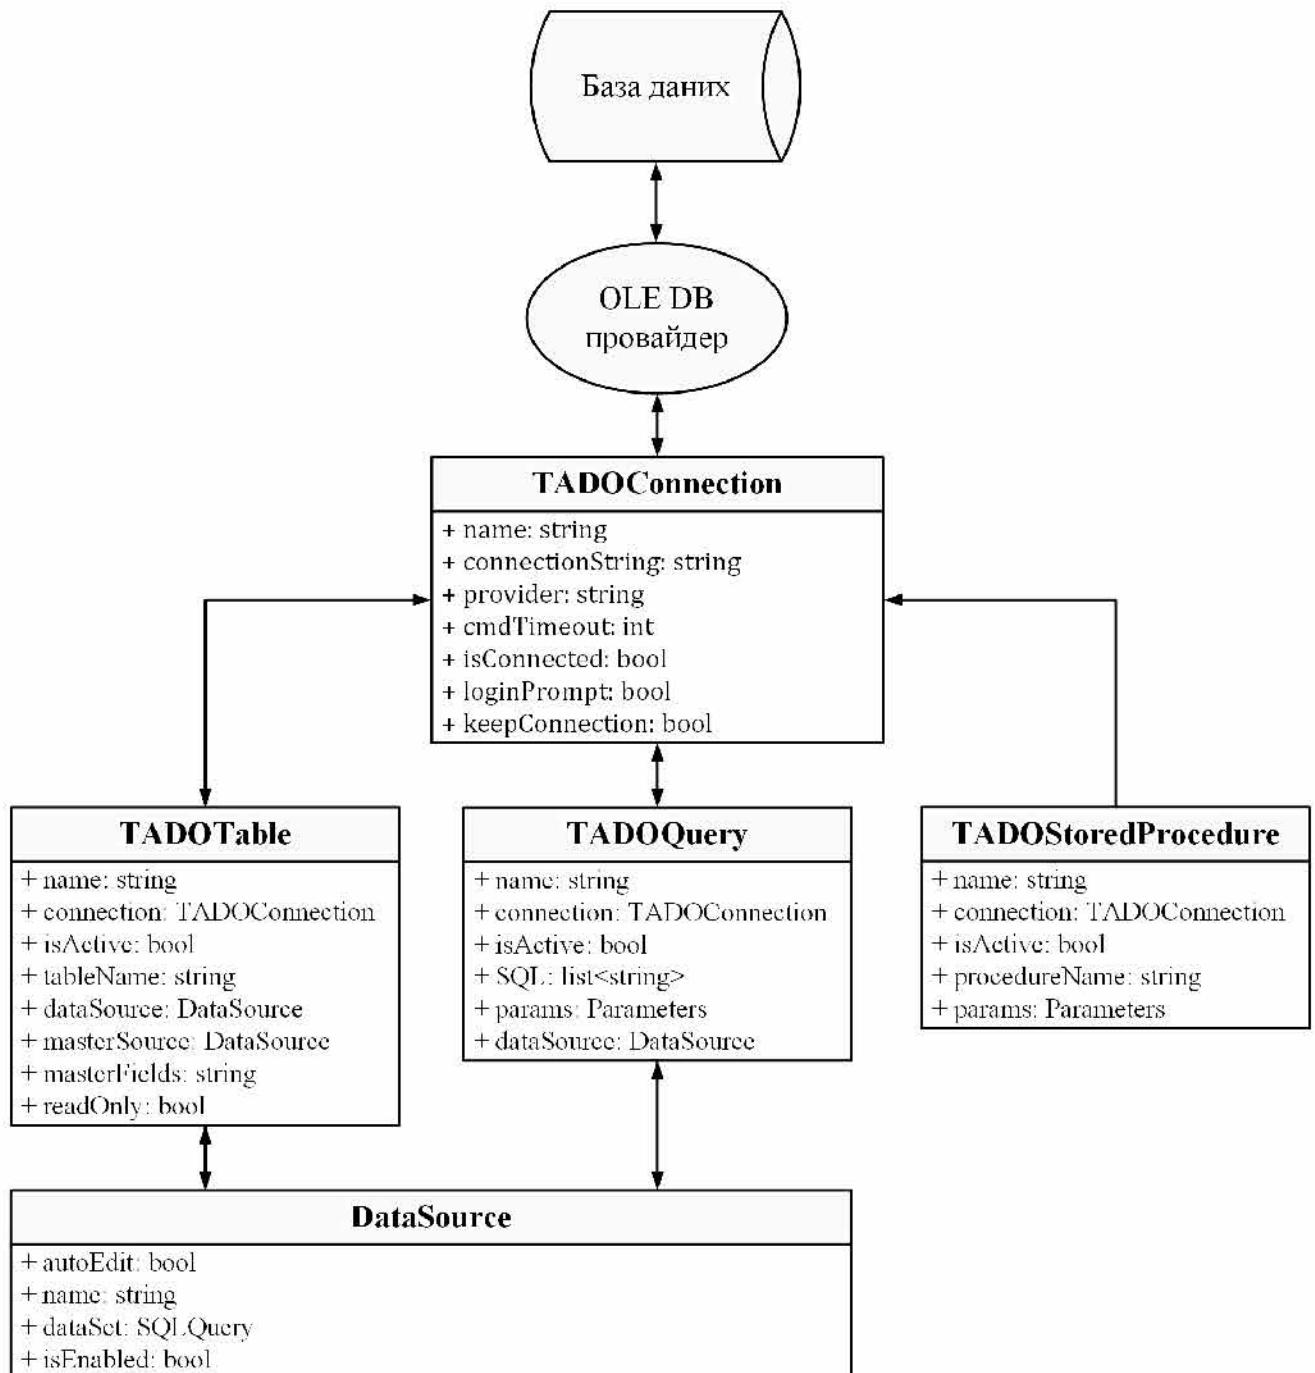 База даних
OLE DB
провайдер
TADOConnection
+ name: string
+ connectionString: string
+ provider: string
+ cmdTimeout: int
+ isConnected: bool
+ loginPrompt: bool
+ keepConnection: bool
TADOTable
+ name: string
+ connection: TADOConnection
+ isActive: bool
+ tableName: string
+ dataSource: DataSource
+ masterSource: DataSource
+ masterFields: string
+ readOnly: bool
TADOQuery
+ name: string
+ connection: TADOConnection
+ isActive: bool
+ SQL: list<string>
+ params: Parameters
+ dataSource: DataSource
TADOStoredProcedure
+ name: string
+ connection: TADOConnection
+ isActive: bool
+ procedureName: string
+ params: Parameters
DataSource
+ autoEdit: bool
+ name: string
+ dataSet: SQLQuery
+ isEnabled: bool